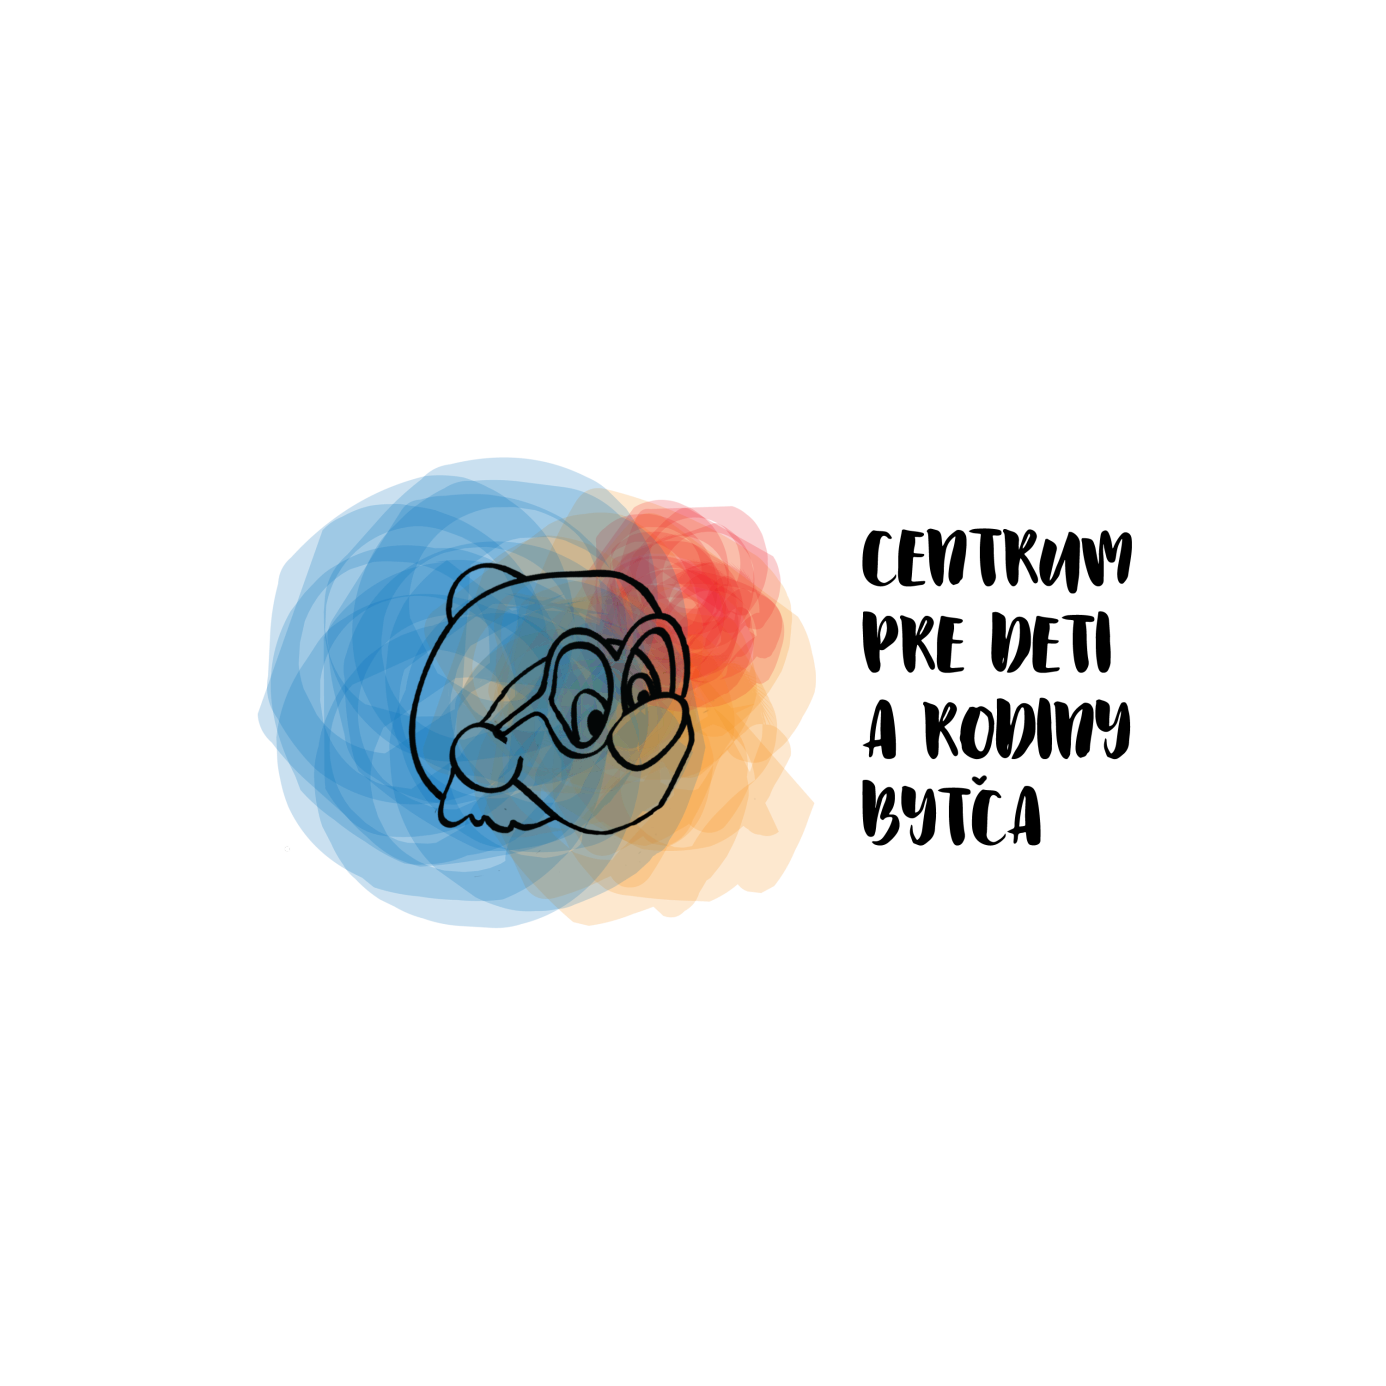 CENTRUM
PRE DETI
A RODINY
BYTČA